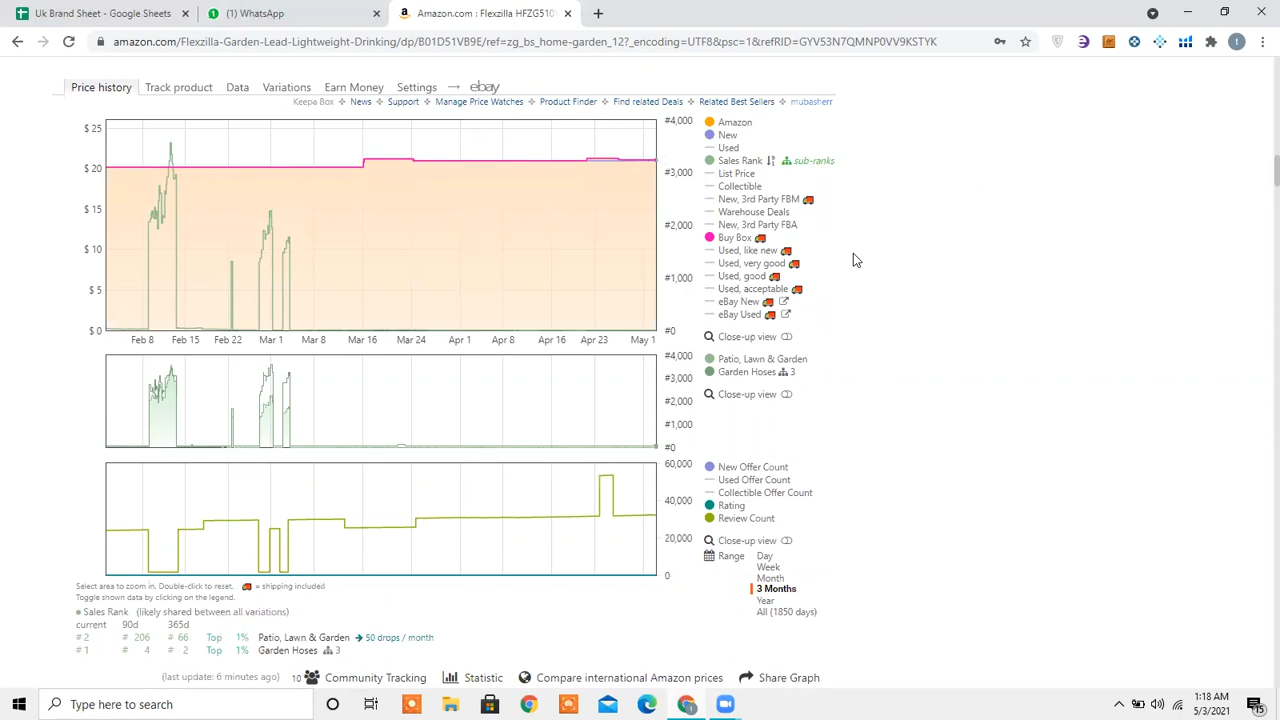 Uk Brand Sheet - Google Sheets
(1) WhatsApp
Amazon.com : Flexzilla HFZG510
amazon.com/Flexzilla-Garden-Lead-Lightweight-Drinking/dp/B01D51VB9E/ref=zg_bs_home-garden_12?_encoding=UTF8&psc=1&refRID=GYV53N7QMNP0VV9KSTYK
t
Price history Track product Data Variations Earn Money Settings → ebay
Keepa Box News Support Manage Price Watches Product Finder Find related Deals Related Best Sellers mubasherr
$ 25
$ 20
$ 15
$ 10
$ 5
$ 0
#4,000
#3,000
#2,000
#1,000
#0
Feb 8 Feb 15 Feb 22 Mar 1 Mar 8 Mar 16 Mar 24 Apr 1 Apr 8 Apr 16 Apr 23 May 1
Amazon
New
Used
Sales Rank sub-ranks
List Price
Collectible
New, 3rd Party FBM
Warehouse Deals
New, 3rd Party FBA
Buy Box
Used, like new
Used, very good
Used, good
Used, acceptable
eBay New
eBay Used
Close-up view
#4,000
#3,000
#2,000
#1,000
#0
Patio, Lawn & Garden
Garden Hoses 3
Close-up view
60,000
40,000
20,000
0
New Offer Count
Used Offer Count
Collectible Offer Count
Rating
Review Count
Close-up view
Range Day
Week
Month
3 Months
Year
All (1850 days)
Select area to zoom in. Double-click to reset. = shipping included
Toggle shown data by clicking on the legend.
Sales Rank (likely shared between all variations)
current 90d 365d
# 2 # 206 # 66 Top 1% Patio, Lawn & Garden → 50 drops / month
# 1 # 4 # 2 Top 1% Garden Hoses 3
(last update: 6 minutes ago) 10 Community Tracking Statistic Compare international Amazon prices Share Graph
Type here to search
1:18 AM
5/3/2021
15